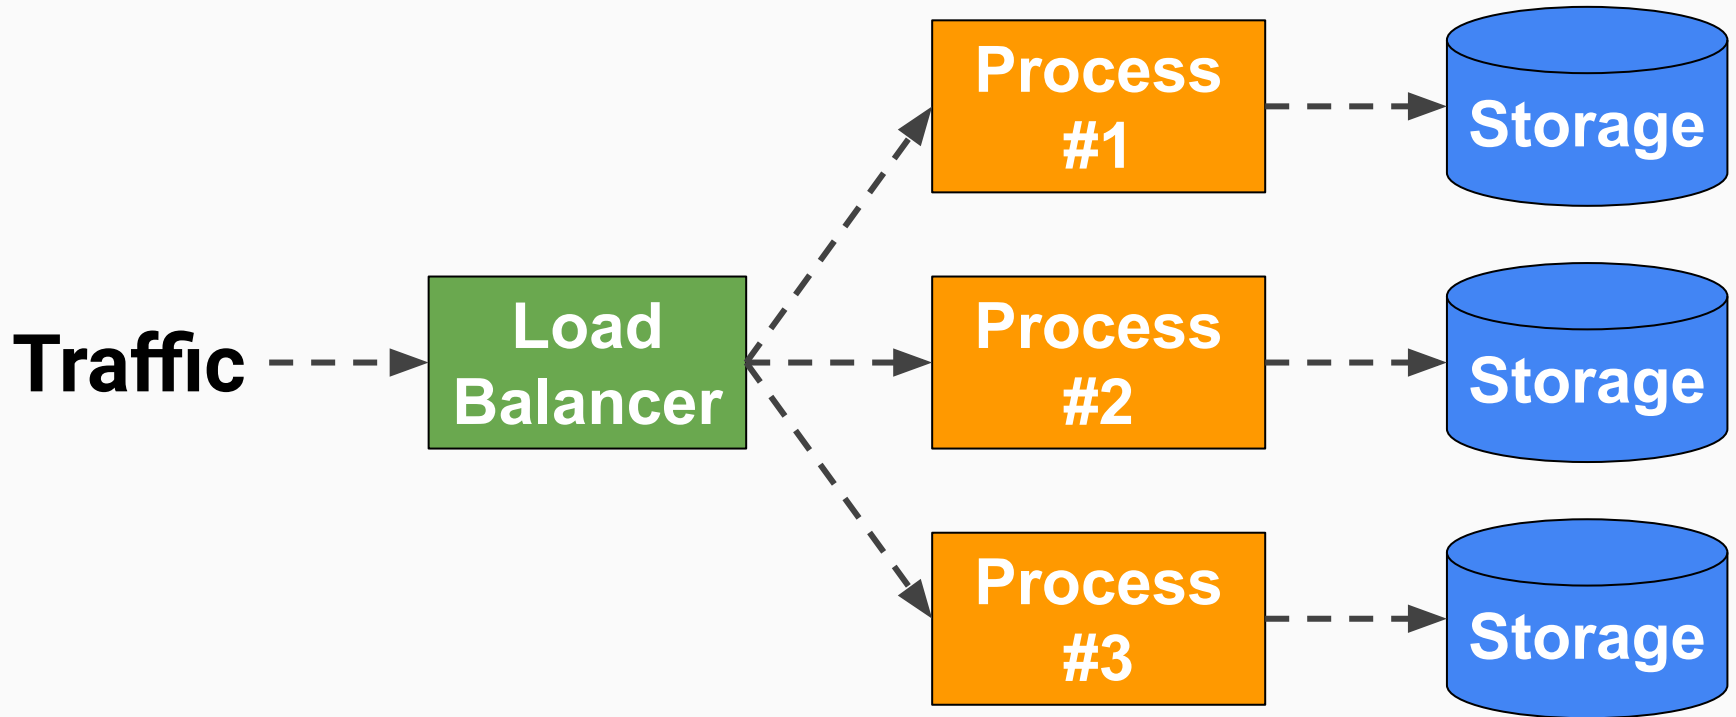 Traffic
Load
Balancer
Process
#1
Storage
Process
#2
Storage
Process
#3
Storage